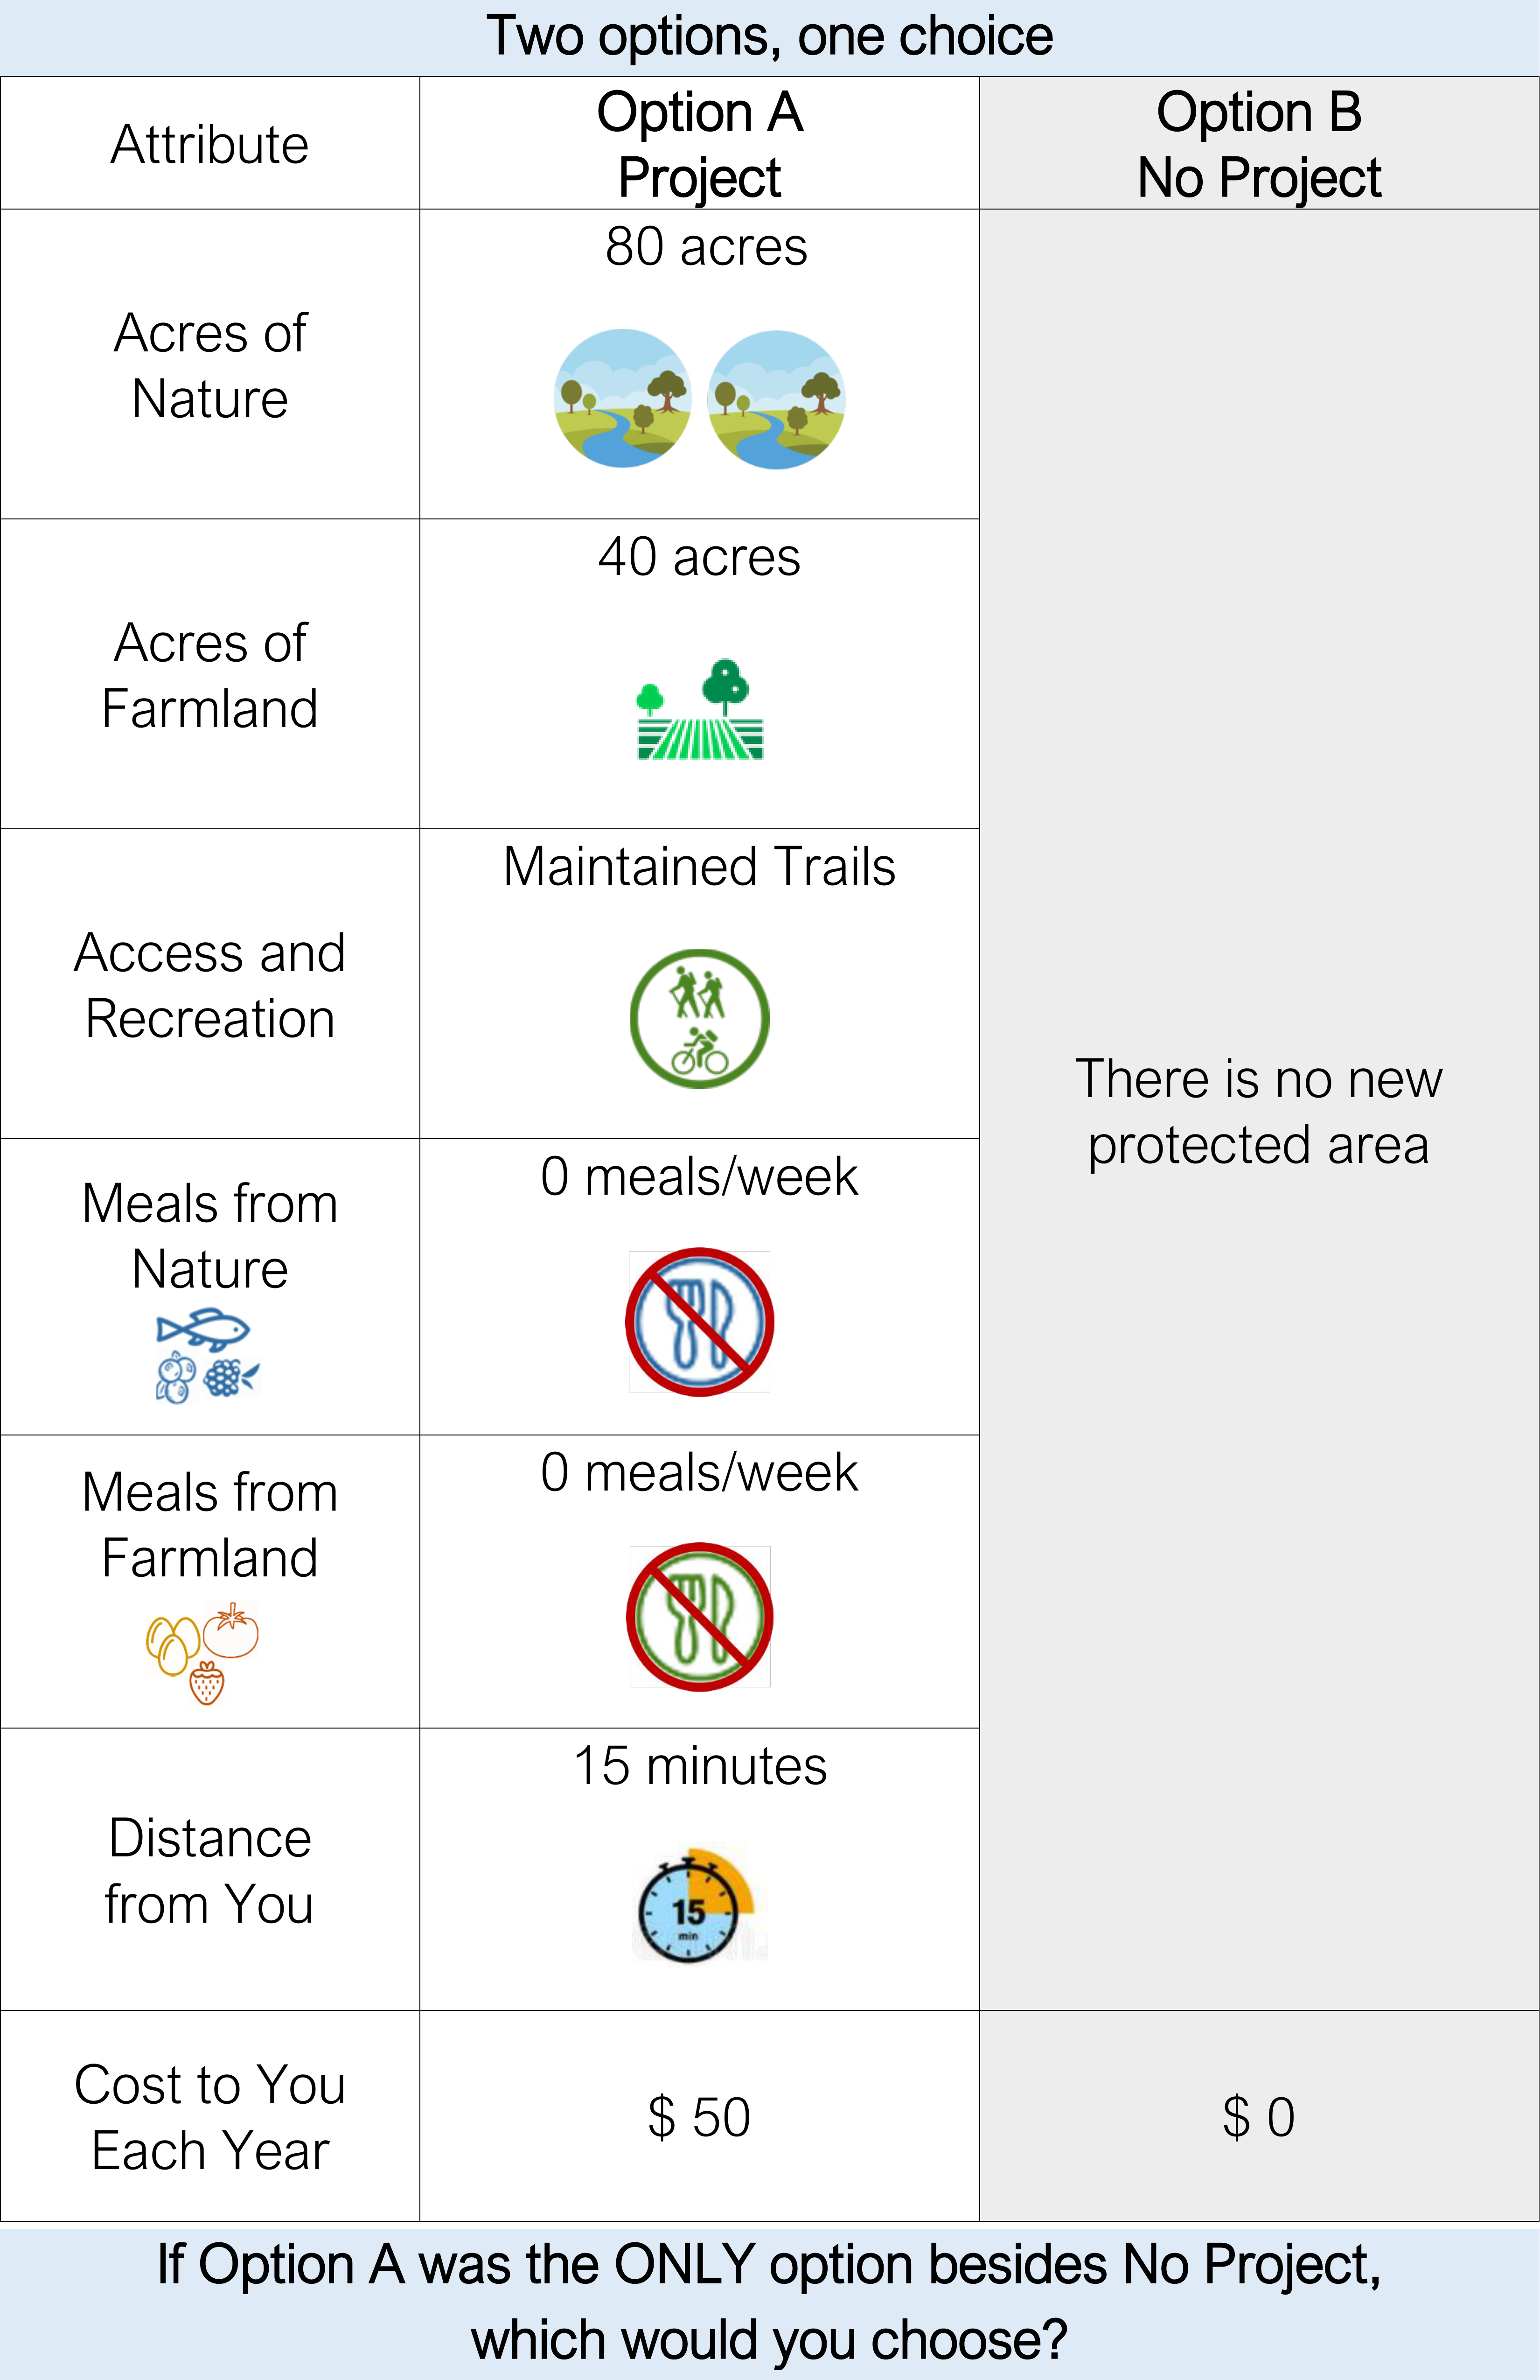 Two options, one choice
Attribute
Option A
Project
Option B
No Project
Acres of
Nature
80 acres
Acres of
Farmland
40 acres
Access and
Recreation
Maintained Trails
There is no new
protected area
Meals from
Nature
0 meals/week
Meals from
Farmland
0 meals/week
Distance
from You
15 minutes
15
min
Cost to You
Each Year
$ 50
$ 0
If Option A was the ONLY option besides No Project,
which would you choose?